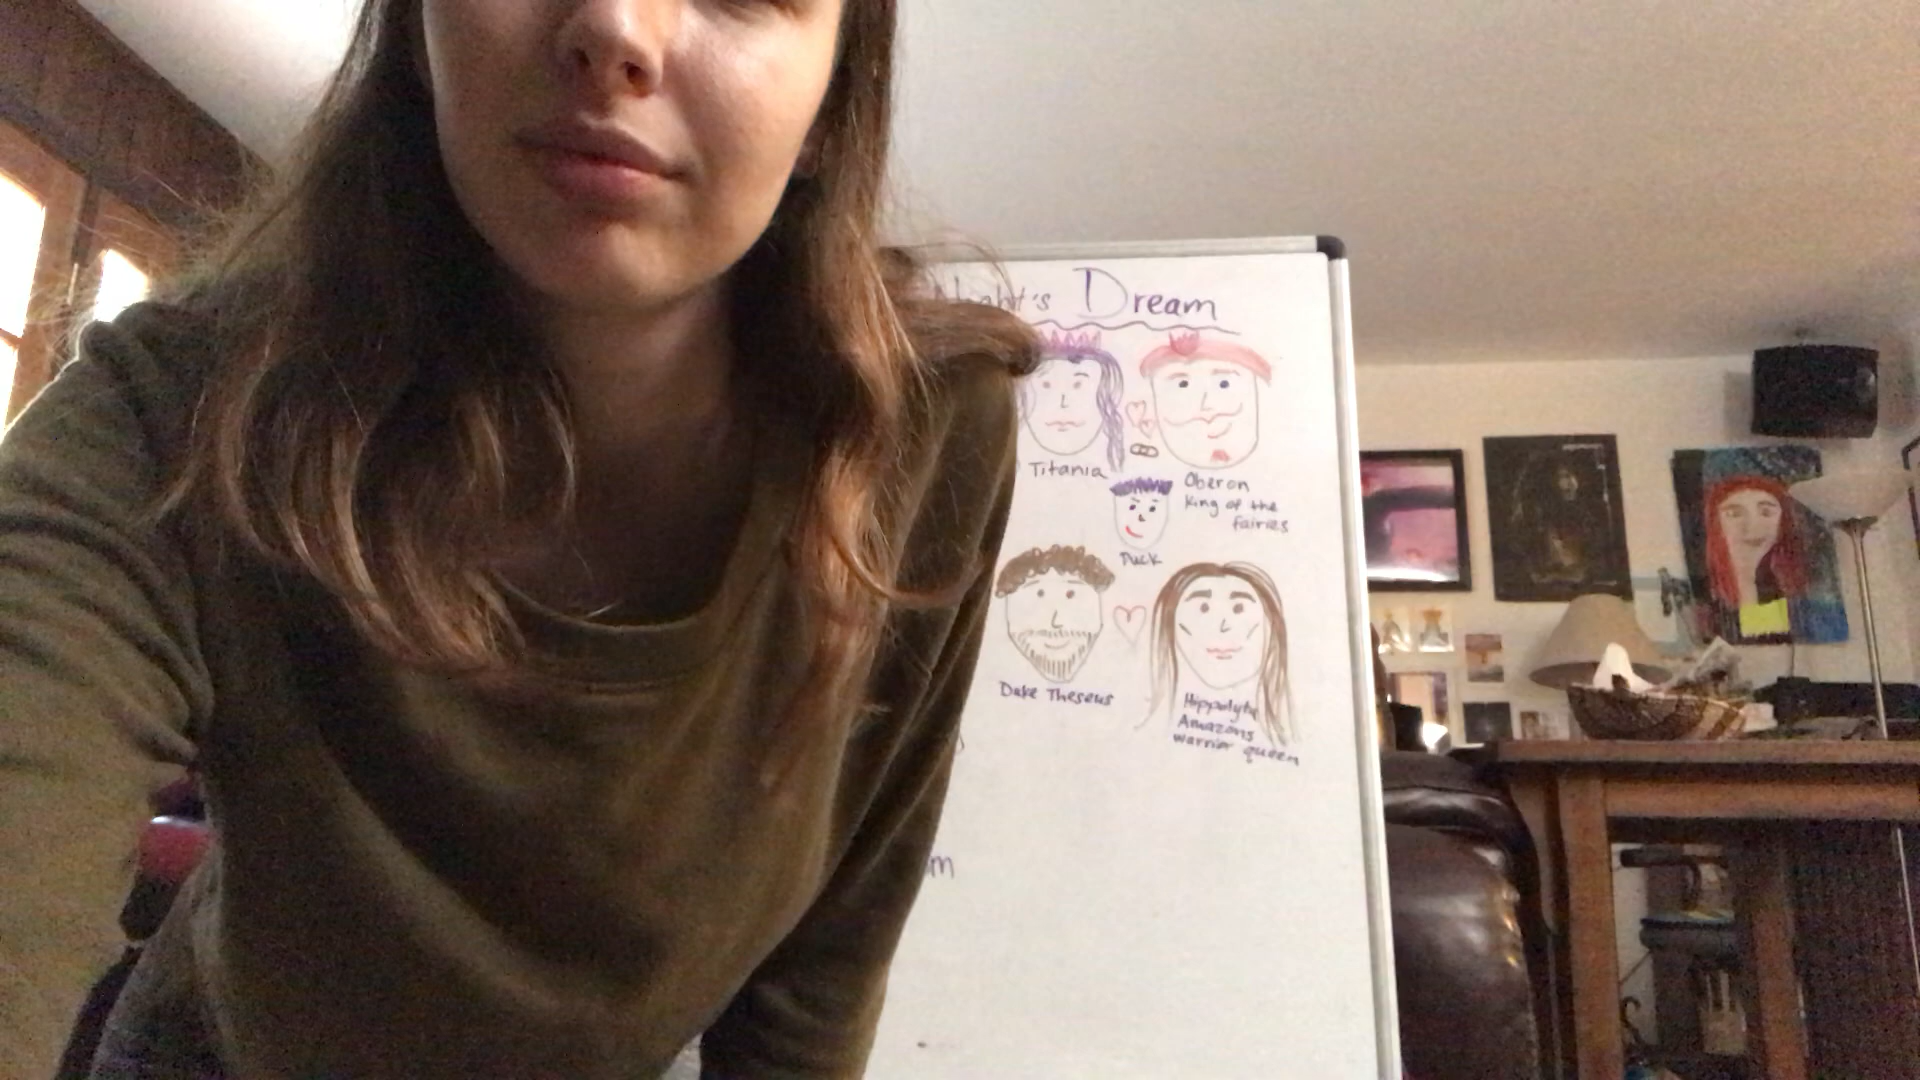 Night's Dream
Titania
Oberon
King of the
fairies
Puck
Duke Theseus
Hippolyta
Amazons
warrior queen
m